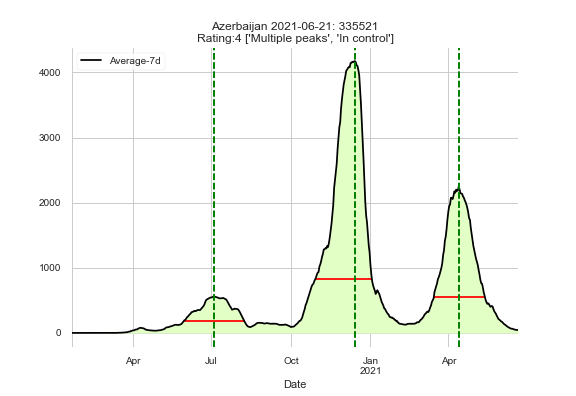 Azerbaijan 2021-06-21: 335521
Rating:4 ['Multiple peaks', 'In control']
Average-7d
4000
3000
2000
1000
0
Apr Jul Oct Jan Apr
2021
Date